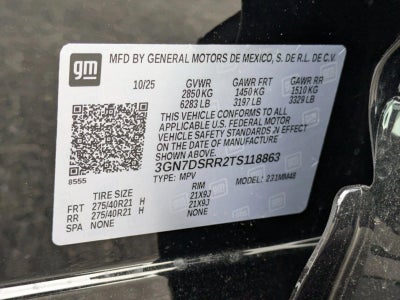 gm
MFD BY GENERAL MOTORS DE MEXICO, S. DE R.L. DE C.V.
10/25 GVWR GAWR FRT GAWR RR
2850 KG 1450 KG 1510 KG
6283 LB 3197 LB 3329 LB
THIS VEHICLE CONFORMS TO ALL
APPLICABLE U.S. FEDERAL MOTOR
VEHICLE SAFETY STANDARDS IN EFFECT
ON THE DATE OF MANUFACTURE
SHOWN ABOVE.
3GN7DSRR2TS118863
8555
TYPE: MPV MODEL:
TIRE SIZE RIM
FRT 275/40R21 H 21X9J
RR 275/40R21 H 21X9J
SPA NONE NONE